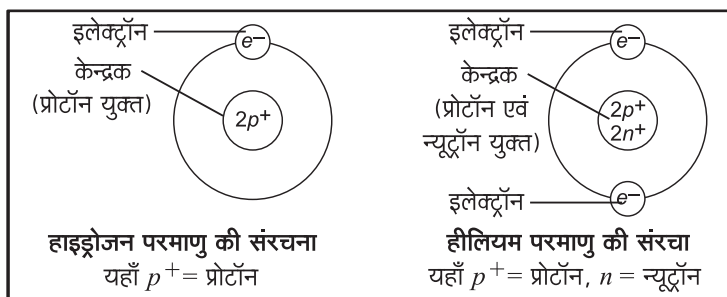 इलेक्ट्रॉन
e⁻
केन्द्रक
(प्रोटॉन युक्त)
2p⁺
हाइड्रोजन परमाणु की संरचना
यहाँ p⁺ = प्रोटॉन
इलेक्ट्रॉन
e⁻
केन्द्रक
(प्रोटॉन एवं
न्यूट्रॉन युक्त)
2p⁺
2n⁺
इलेक्ट्रॉन
e⁻
हीलियम परमाणु की संरचा
यहाँ p⁺ = प्रोटॉन, n = न्यूट्रॉन